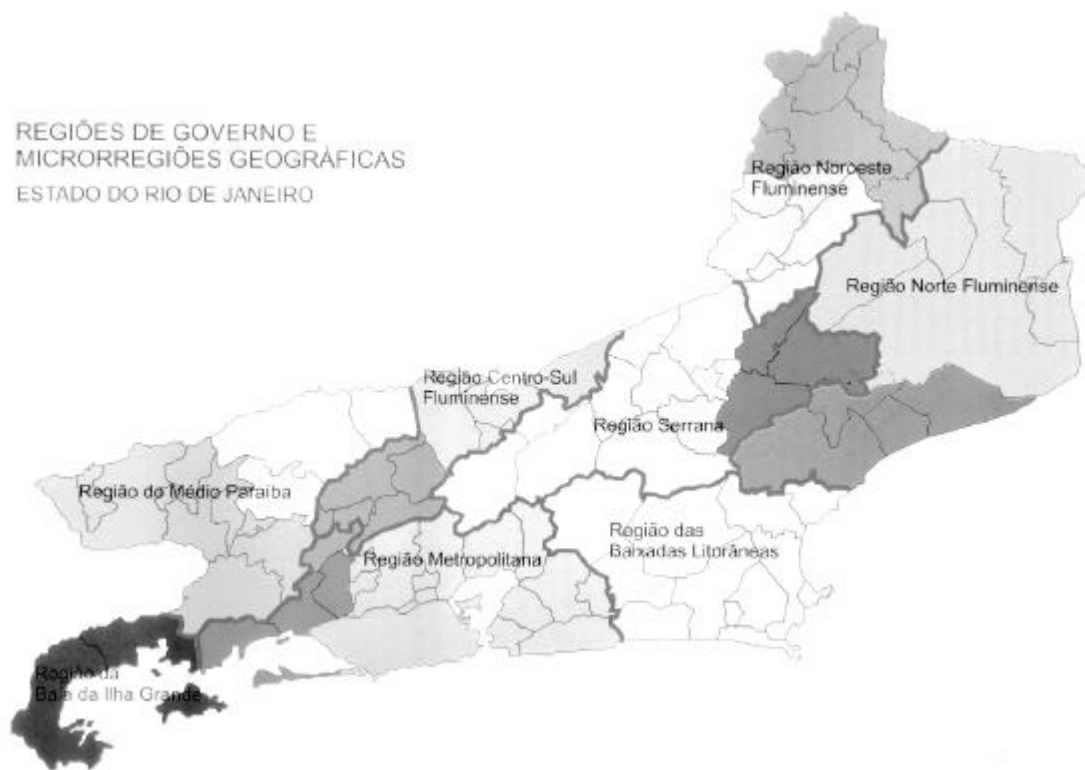 REGIÕES DE GOVERNO E
MICRORREGIÕES GEOGRÁFICAS
ESTADO DO RIO DE JANEIRO
Região Noroeste
Fluminense
Região Norte Fluminense
Região Centro-Sul
Fluminense
Região Serrana
Região do Médio Paraíba
Região das
Baixadas Litorâneas
Região Metropolitana
Região da
Baía da Ilha Grande